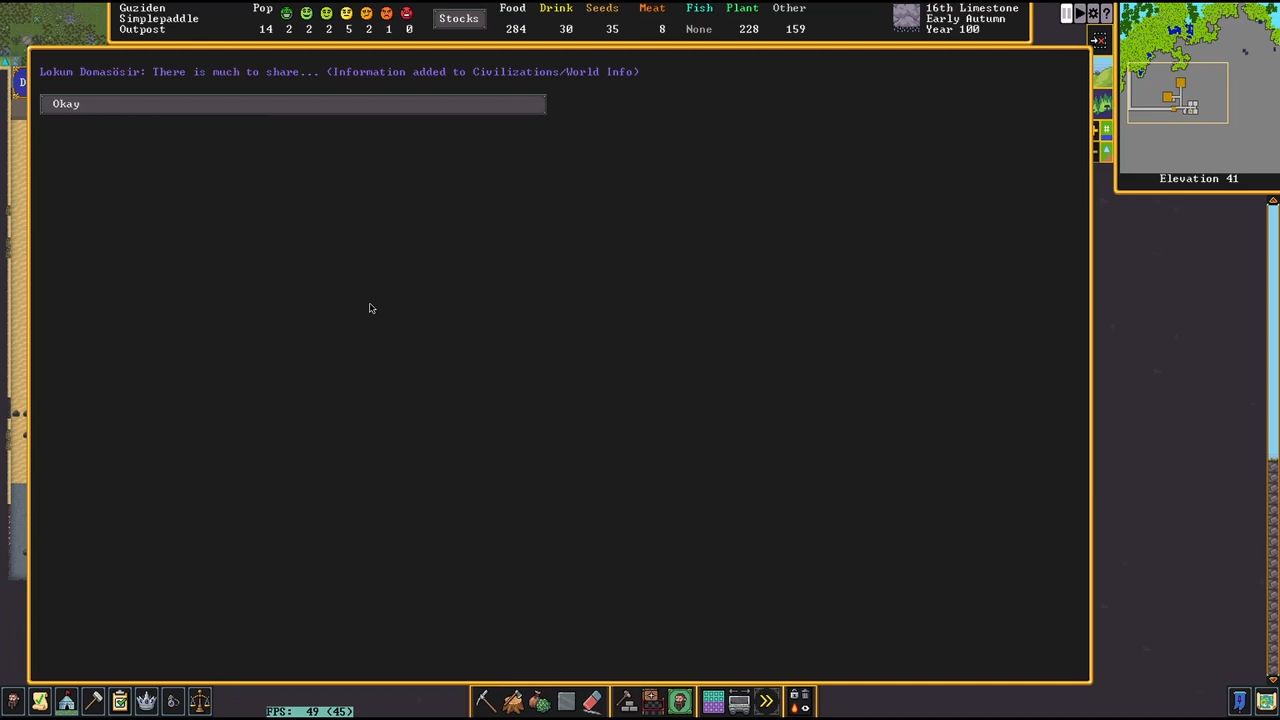 Guziden
Simplepaddle
Outpost
Pop
14 2 2 2 5 2 1 0
Stocks
Food Drink Seeds Meat Fish Plant Other
284 30 35 8 None 228 159
16th Limestone
Early Autumn
Year 100
?
D
Lokum Domasösir: There is much to share... (Information added to Civilizations/World Info)
Okay
Elevation 41
FPS: 49 (45)